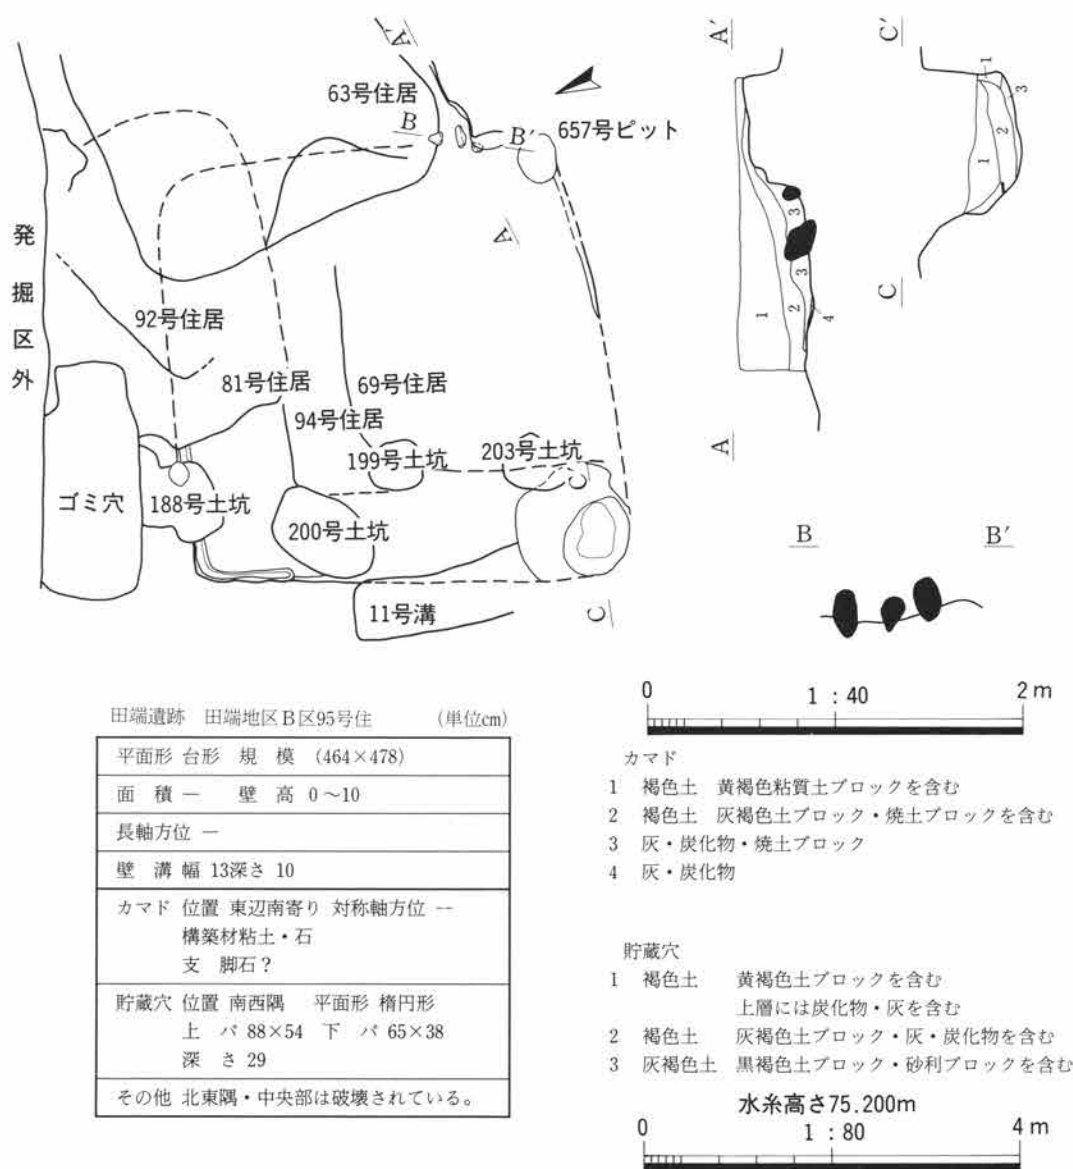 A'
63号住居
B
B'
657号ピット
A
発掘区外
92号住居
81号住居
69号住居
94号住居
199号土坑
203号土坑
C'
ゴミ穴
188号土坑
200号土坑
11号溝
C
A'
C'
1
3
2
1
3
3
2
1
4
C
A
B
B'
0
1:40
2m
田端遺跡 田端地区B区95号住 (単位cm)
平面形 台形 規 模 (464×478)
面 積 ― 壁 高 0~10
長軸方位 ―
壁 溝 幅 13深さ 10
カマド 位置 東辺南寄り 対称軸方位 --
構築材粘土・石
支 脚石?
貯蔵穴 位置 南西隅 平面形 楕円形
上 バ 88×54 下 バ 65×38
深 さ 29
その他 北東隅・中央部は破壊されている。
カマド
1 褐色土 黄褐色粘質土ブロックを含む
2 褐色土 灰褐色土ブロック・焼土ブロックを含む
3 灰・炭化物・焼土ブロック
4 灰・炭化物
貯蔵穴
1 褐色土 黄褐色土ブロックを含む
上層には炭化物・灰を含む
2 褐色土 灰褐色土ブロック・灰・炭化物を含む
3 灰褐色土 黒褐色土ブロック・砂利ブロックを含む
水糸高さ75.200m
0
1:80
4m